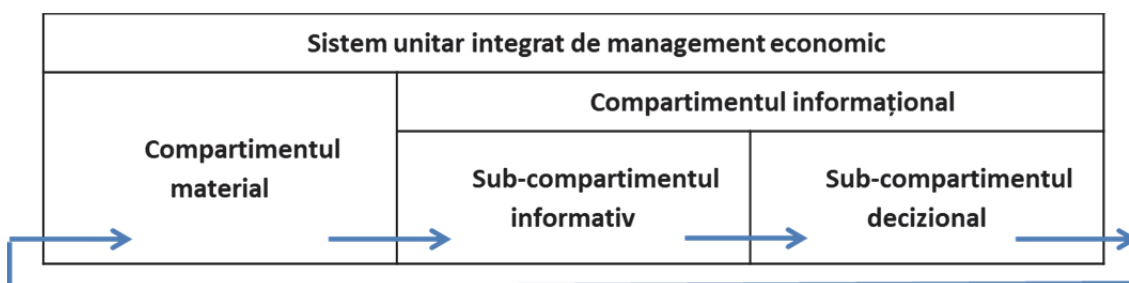 Sistem unitar integrat de management economic
Compartimentul informațional
Compartimentul
material
Sub-compartimentul
informativ
Sub-compartimentul
decizional